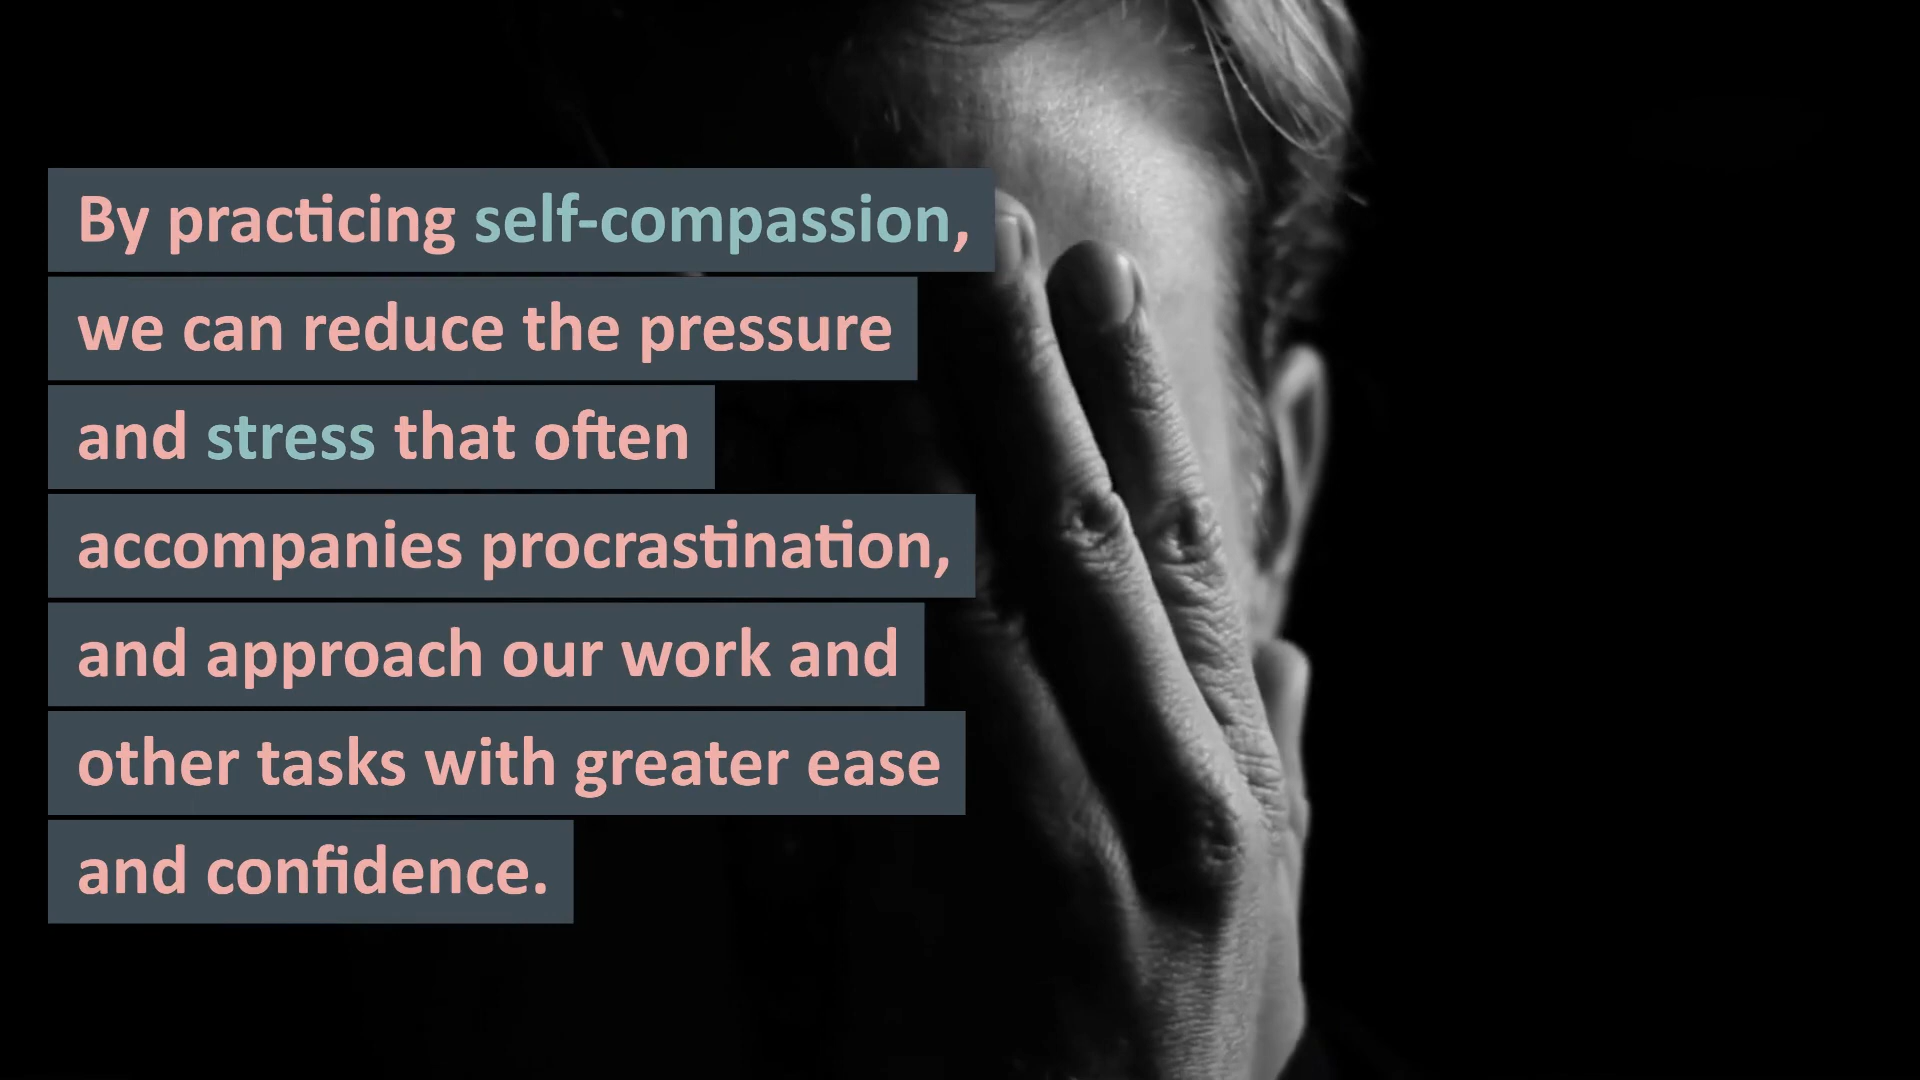 By practicing self-compassion,
we can reduce the pressure
and stress that often
accompanies procrastination,
and approach our work and
other tasks with greater ease
and confidence.